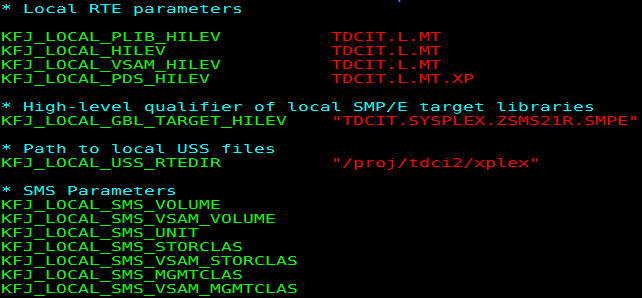 * Local RTE parameters
KFJ_LOCAL_PLIB_HILEV TDCIT.L.MT
KFJ_LOCAL_HILEV TDCIT.L.MT
KFJ_LOCAL_VSAM_HILEV TDCIT.L.MT
KFJ_LOCAL_PDS_HILEV TDCIT.L.MT.XP
* High-level qualifier of local SMP/E target libraries
KFJ_LOCAL_GBL_TARGET_HILEV "TDCIT.SYSPLEX.ZSMS21R.SMPE"
* Path to local USS files
KFJ_LOCAL_USS_RTEDIR "/proj/tdci2/xplex"
* SMS Parameters
KFJ_LOCAL_SMS_VOLUME
KFJ_LOCAL_SMS_VSAM_VOLUME
KFJ_LOCAL_SMS_UNIT
KFJ_LOCAL_SMS_STORCLAS
KFJ_LOCAL_SMS_VSAM_STORCLAS
KFJ_LOCAL_SMS_MGMTCLAS
KFJ_LOCAL_SMS_VSAM_MGMTCLAS